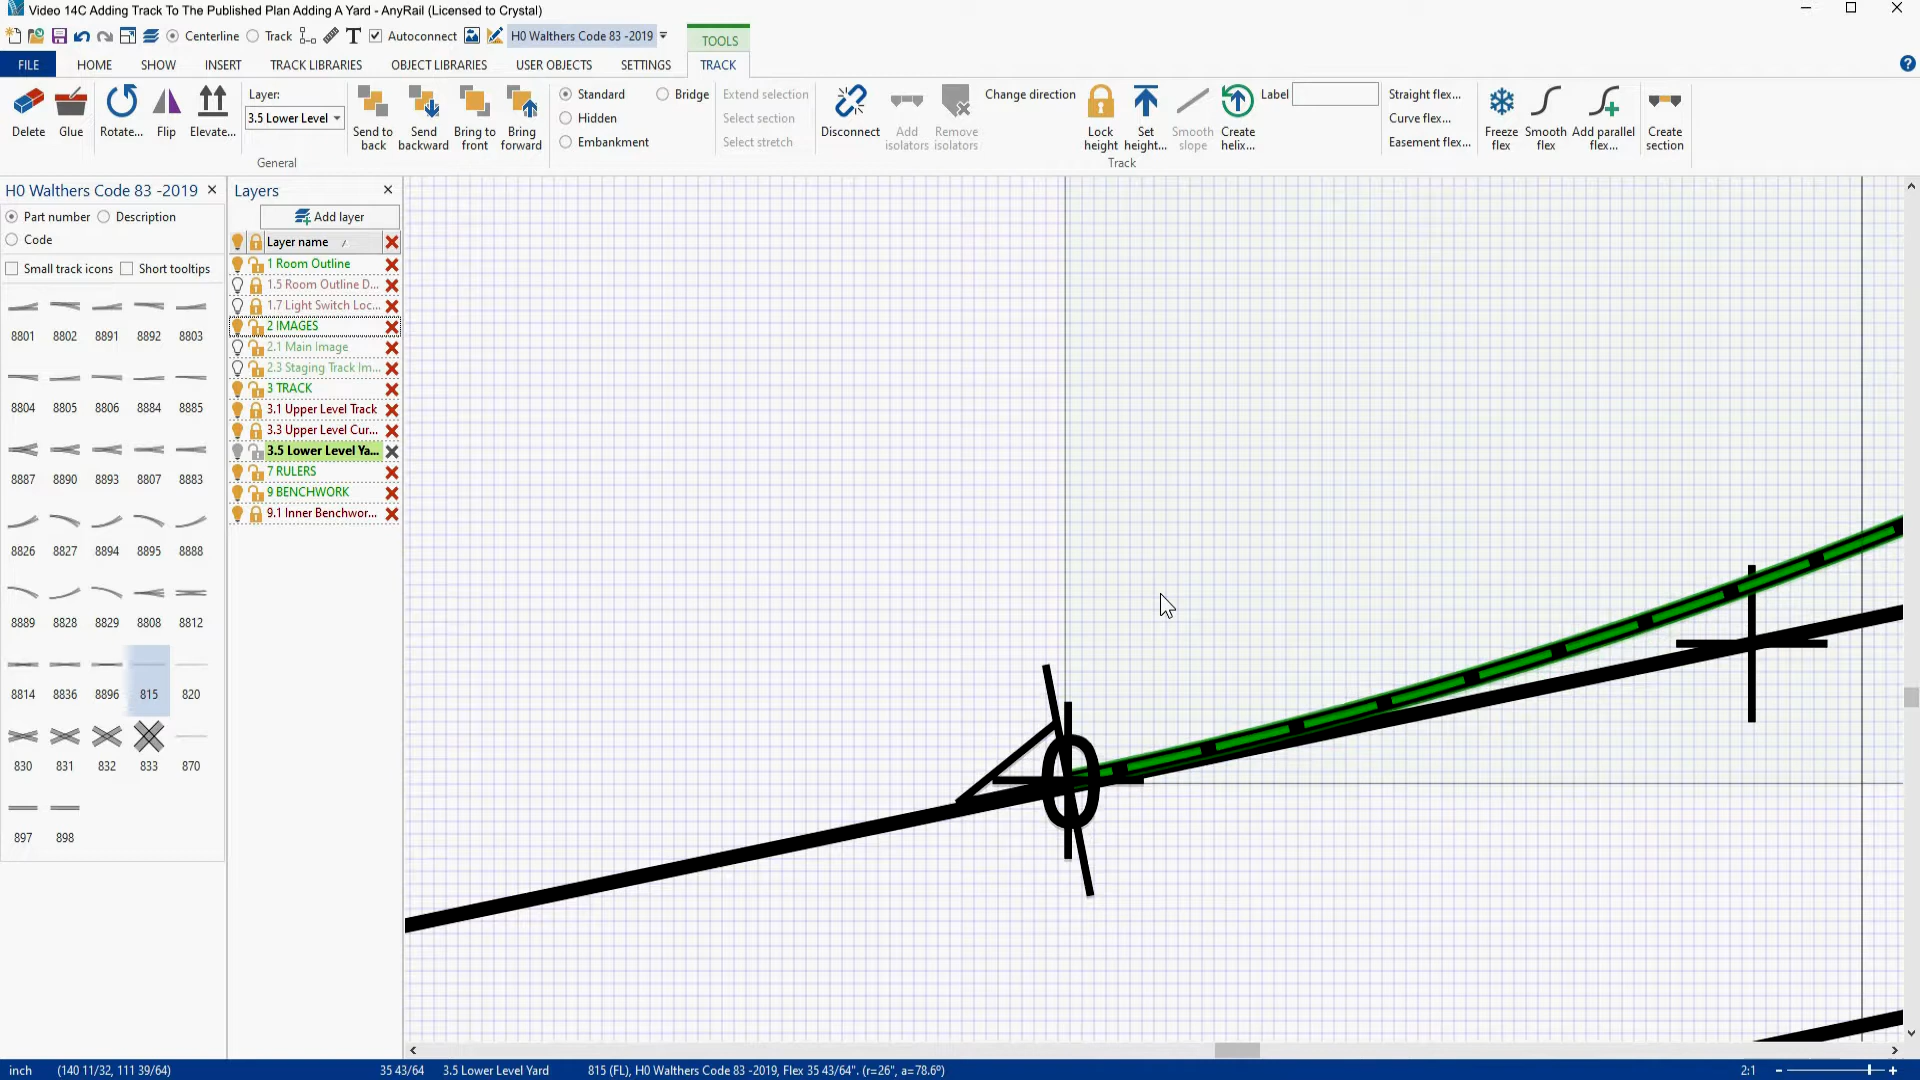 Video 14C Adding Track To The Published Plan Adding A Yard - AnyRail (Licensed to Crystal)
Centerline Track T Autoconnect H0 Walthers Code 83 -2019 TOOLS
FILE HOME SHOW INSERT TRACK LIBRARIES OBJECT LIBRARIES USER OBJECTS SETTINGS TRACK
Layer: Standard Bridge Extend selection Change direction Label Straight flex...
3.5 Lower Level Hidden Select section Curve flex...
Delete Glue Rotate... Flip Elevate... Send to back Send backward Bring to front Bring forward Embankment Select stretch Disconnect Add isolators Remove isolators Lock height Set height... Smooth slope Create helix... Easement flex... Freeze flex Smooth flex Add parallel flex... Create section
General Track
H0 Walthers Code 83 -2019
Part number Description
Code
Small track icons Short tooltips
8801 8802 8891 8892 8803
8804 8805 8806 8884 8885
8887 8890 8893 8807 8883
8826 8827 8894 8895 8888
8889 8828 8829 8808 8812
8814 8836 8896 815 820
830 831 832 833 870
897 898
Layers
Add layer
Layer name
1 Room Outline
1.5 Room Outline D...
1.7 Light Switch Loc...
2 IMAGES
2.1 Main Image
2.3 Staging Track Im...
3 TRACK
3.1 Upper Level Track
3.3 Upper Level Cur...
3.5 Lower Level Ya...
7 RULERS
9 BENCHWORK
9.1 Inner Benchwor...
0
inch (140 11/32, 111 39/64) 35 43/64 3.5 Lower Level Yard 815 (FL), H0 Walthers Code 83 -2019, Flex 35 43/64". (r=26", a=78.6º) 2:1